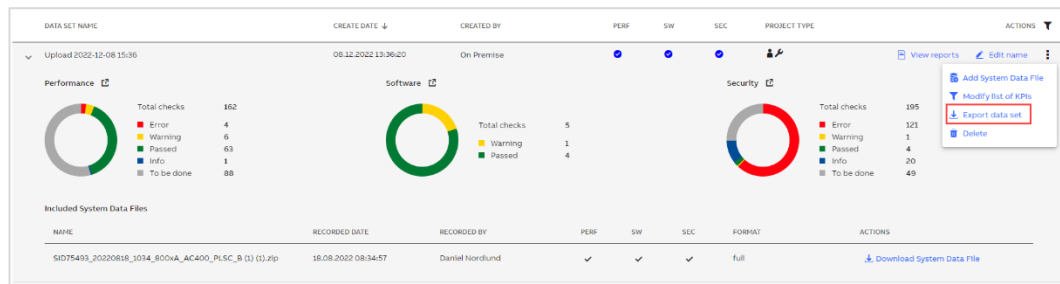 DATA SET NAME CREATE DATE ↓ CREATED BY PERF SW SEC PROJECT TYPE ACTIONS
Upload 2022-12-08 15:36 08.12.2022 13:36:20 On Premise View reports Edit name
Add System Data File
Modify list of KPIs
Export data set
Delete
Performance
Total checks 162
Error 4
Warning 6
Passed 63
Info 1
To be done 88
Software
Total checks 5
Warning 1
Passed 4
Security
Total checks 195
Error 121
Warning 1
Passed 4
Info 20
To be done 49
Included System Data Files
NAME RECORDED DATE RECORDED BY PERF SW SEC FORMAT ACTIONS
SID75493_20220818_1034_800xA_AC400_PLSC_B (1) (1).zip 18.08.2022 08:34:57 Daniel Nordlund full Download System Data File